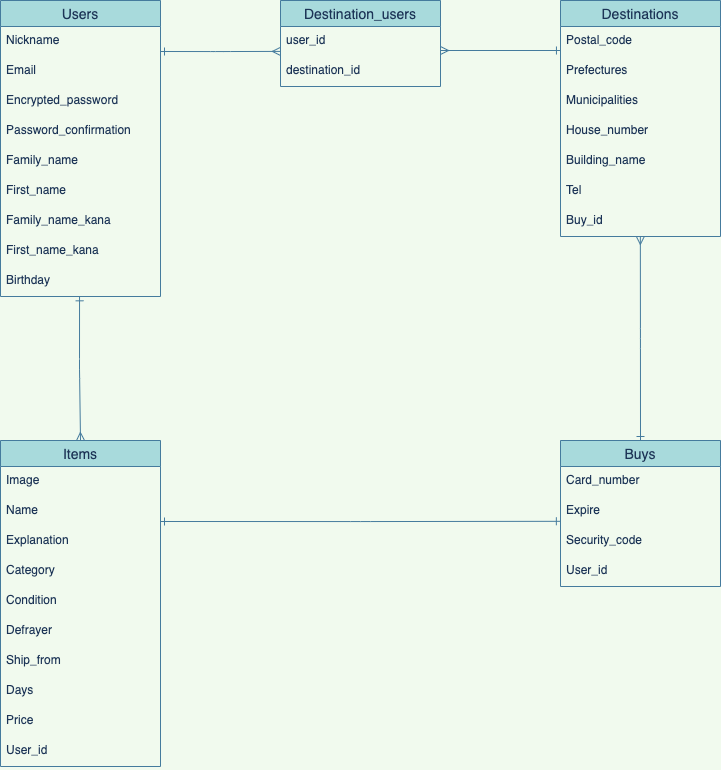 Users
Nickname
Email
Encrypted_password
Password_confirmation
Family_name
First_name
Family_name_kana
First_name_kana
Birthday
Destination_users
user_id
destination_id
Destinations
Postal_code
Prefectures
Municipalities
House_number
Building_name
Tel
Buy_id
Items
Image
Name
Explanation
Category
Condition
Defrayer
Ship_from
Days
Price
User_id
Buys
Card_number
Expire
Security_code
User_id